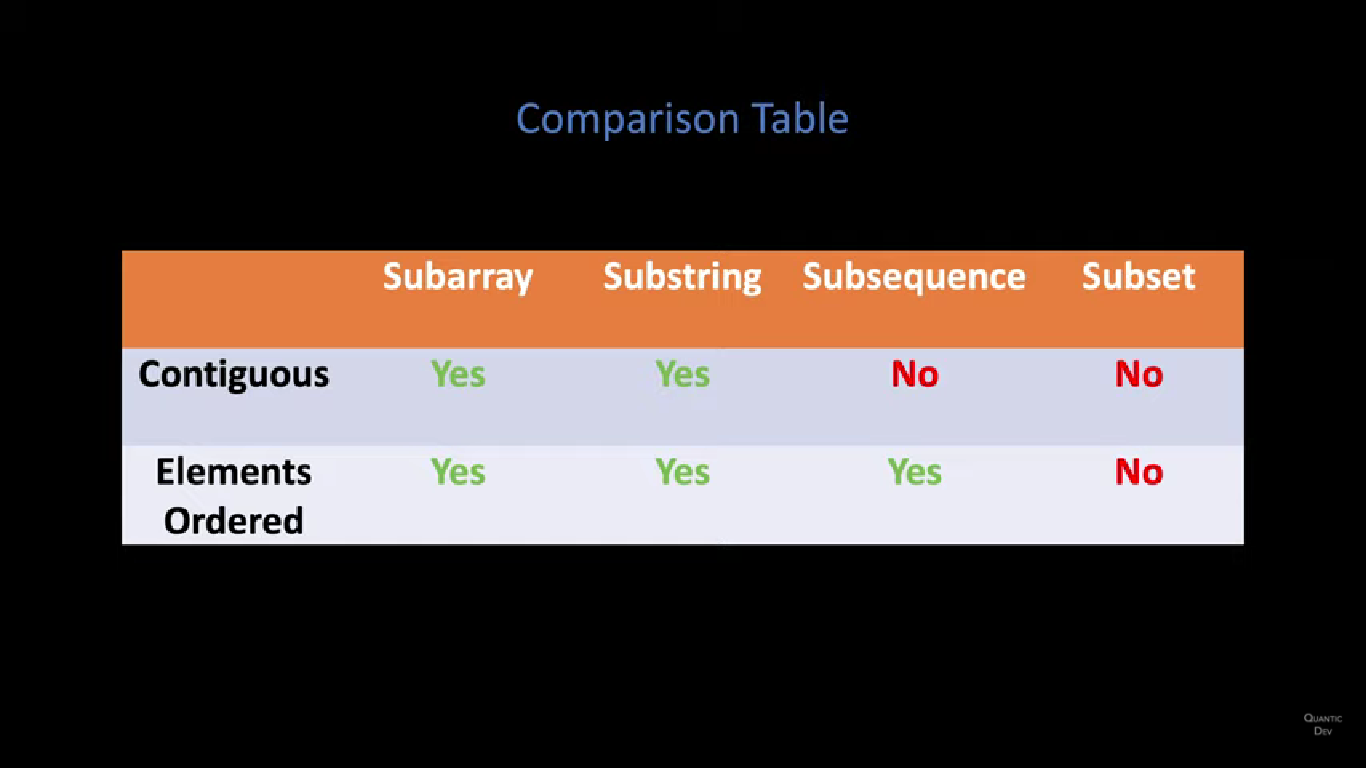 Comparison Table
Subarray Substring Subsequence Subset
Contiguous Yes Yes No No
Elements Yes Yes Yes No
Ordered
QUANTIC
DEV